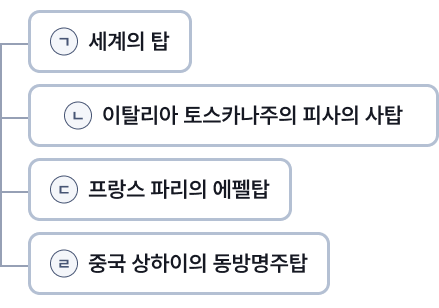 ㉠ 세계의 탑
㉡ 이탈리아 토스카나주의 피사의 사탑
㉢ 프랑스 파리의 에펠탑
㉣ 중국 상하이의 동방명주탑